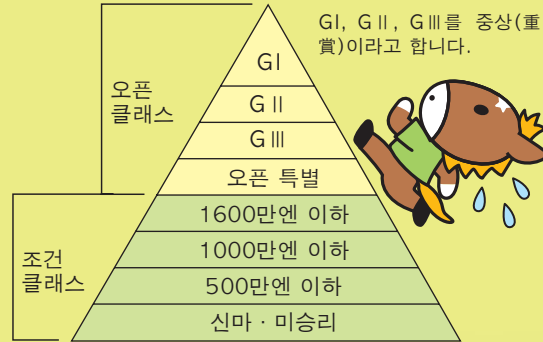 GⅠ, GⅡ, GⅢ를 중상(重
賞)이라고 합니다.
오픈
클래스
GⅠ
GⅡ
GⅢ
오픈 특별
조건
클래스
1600만엔 이하
1000만엔 이하
500만엔 이하
신마 · 미승리